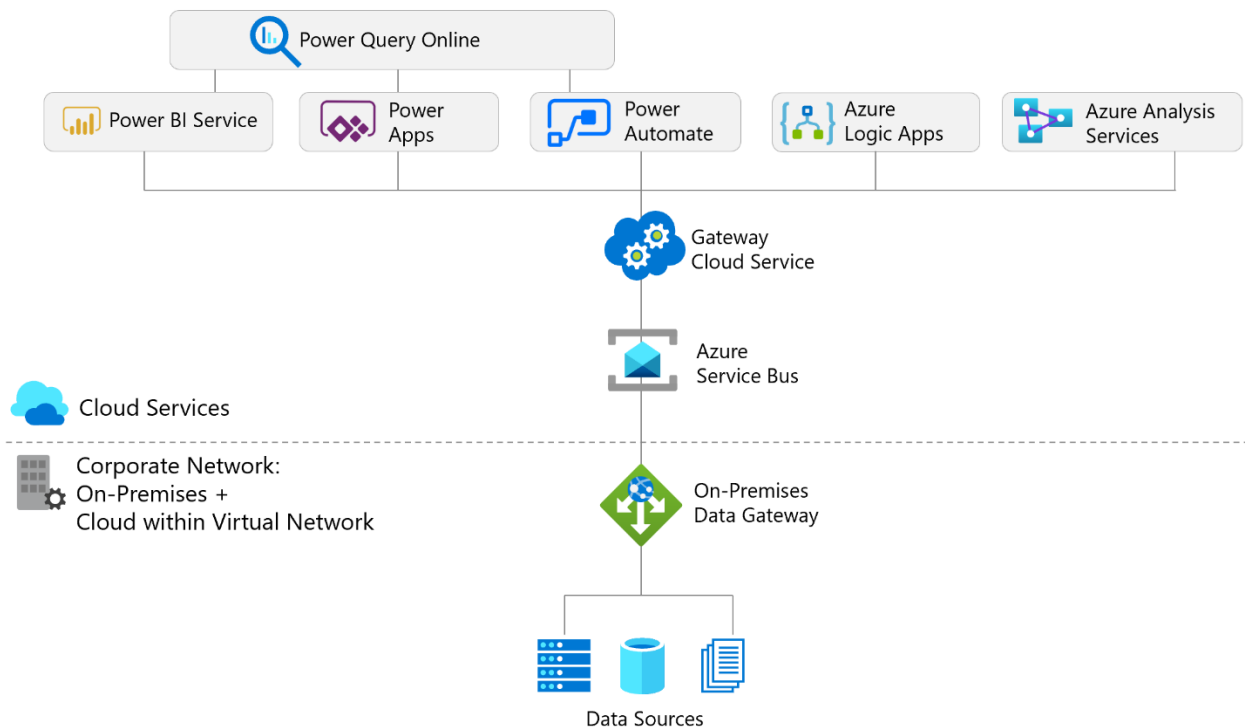 Power Query Online
Power BI Service
Power
Apps
Power
Automate
Azure
Logic Apps
Azure Analysis
Services
Gateway
Cloud Service
Azure
Service Bus
Cloud Services
Corporate Network:
On-Premises +
Cloud within Virtual Network
On-Premises
Data Gateway
Data Sources